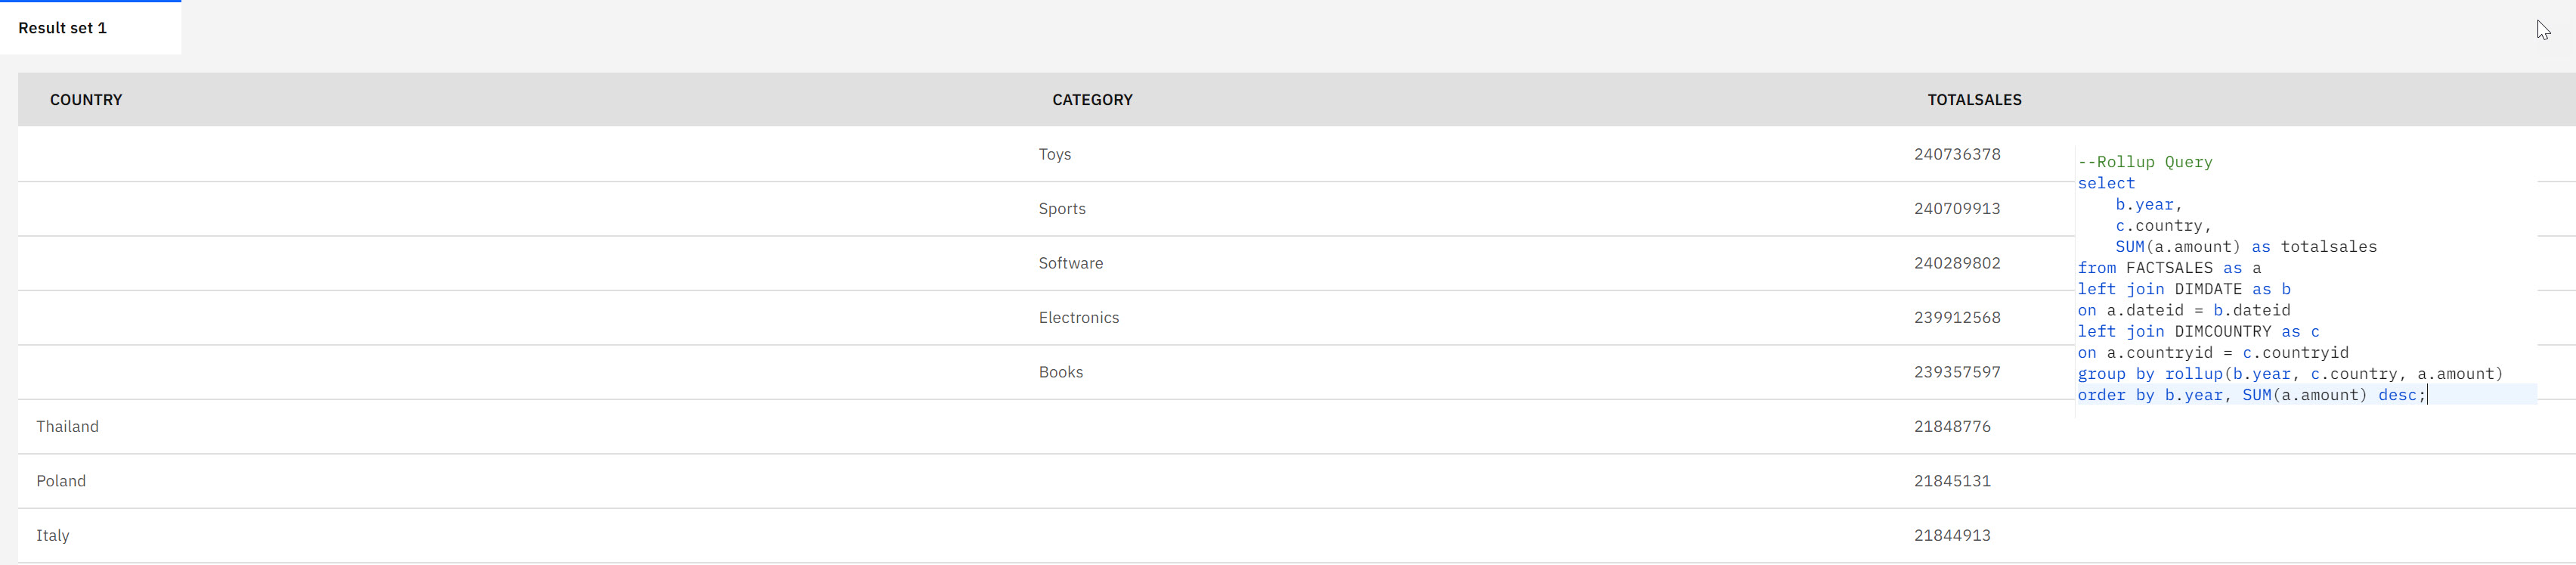 Result set 1
COUNTRY CATEGORY TOTALSALES
Toys 240736378
Sports 240709913
Software 240289802
Electronics 239912568
Books 239357597
Thailand 21848776
Poland 21845131
Italy 21844913
--Rollup Query
select
b.year,
c.country,
SUM(a.amount) as totalsales
from FACTSALES as a
left join DIMDATE as b
on a.dateid = b.dateid
left join DIMCOUNTRY as c
on a.countryid = c.countryid
group by rollup(b.year, c.country, a.amount)
order by b.year, SUM(a.amount) desc;